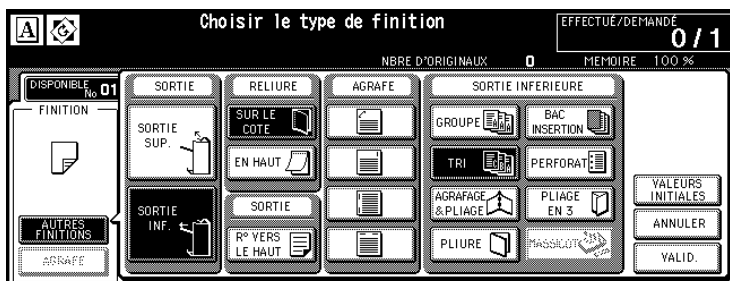 A
Choisir le type de finition
EFFECTUÉ/DEMANDÉ
0 / 1
NBRE D'ORIGINAUX 0 MEMOIRE 100 %
DISPONIBLE
No 01
FINITION
AUTRES
FINITIONS
AGRAFE
SORTIE
SORTIE
SUP.
SORTIE
INF.
RELIURE
SUR LE
COTE
EN HAUT
SORTIE
Rº VERS
LE HAUT
AGRAFE
SORTIE INFERIEURE
GROUPE
BAC
INSERTION
TRI
PERFORAT
AGRAFAGE
&PLIAGE
PLIAGE
EN 3
PLIURE
MASSICOT
VALEURS
INITIALES
ANNULER
VALID.